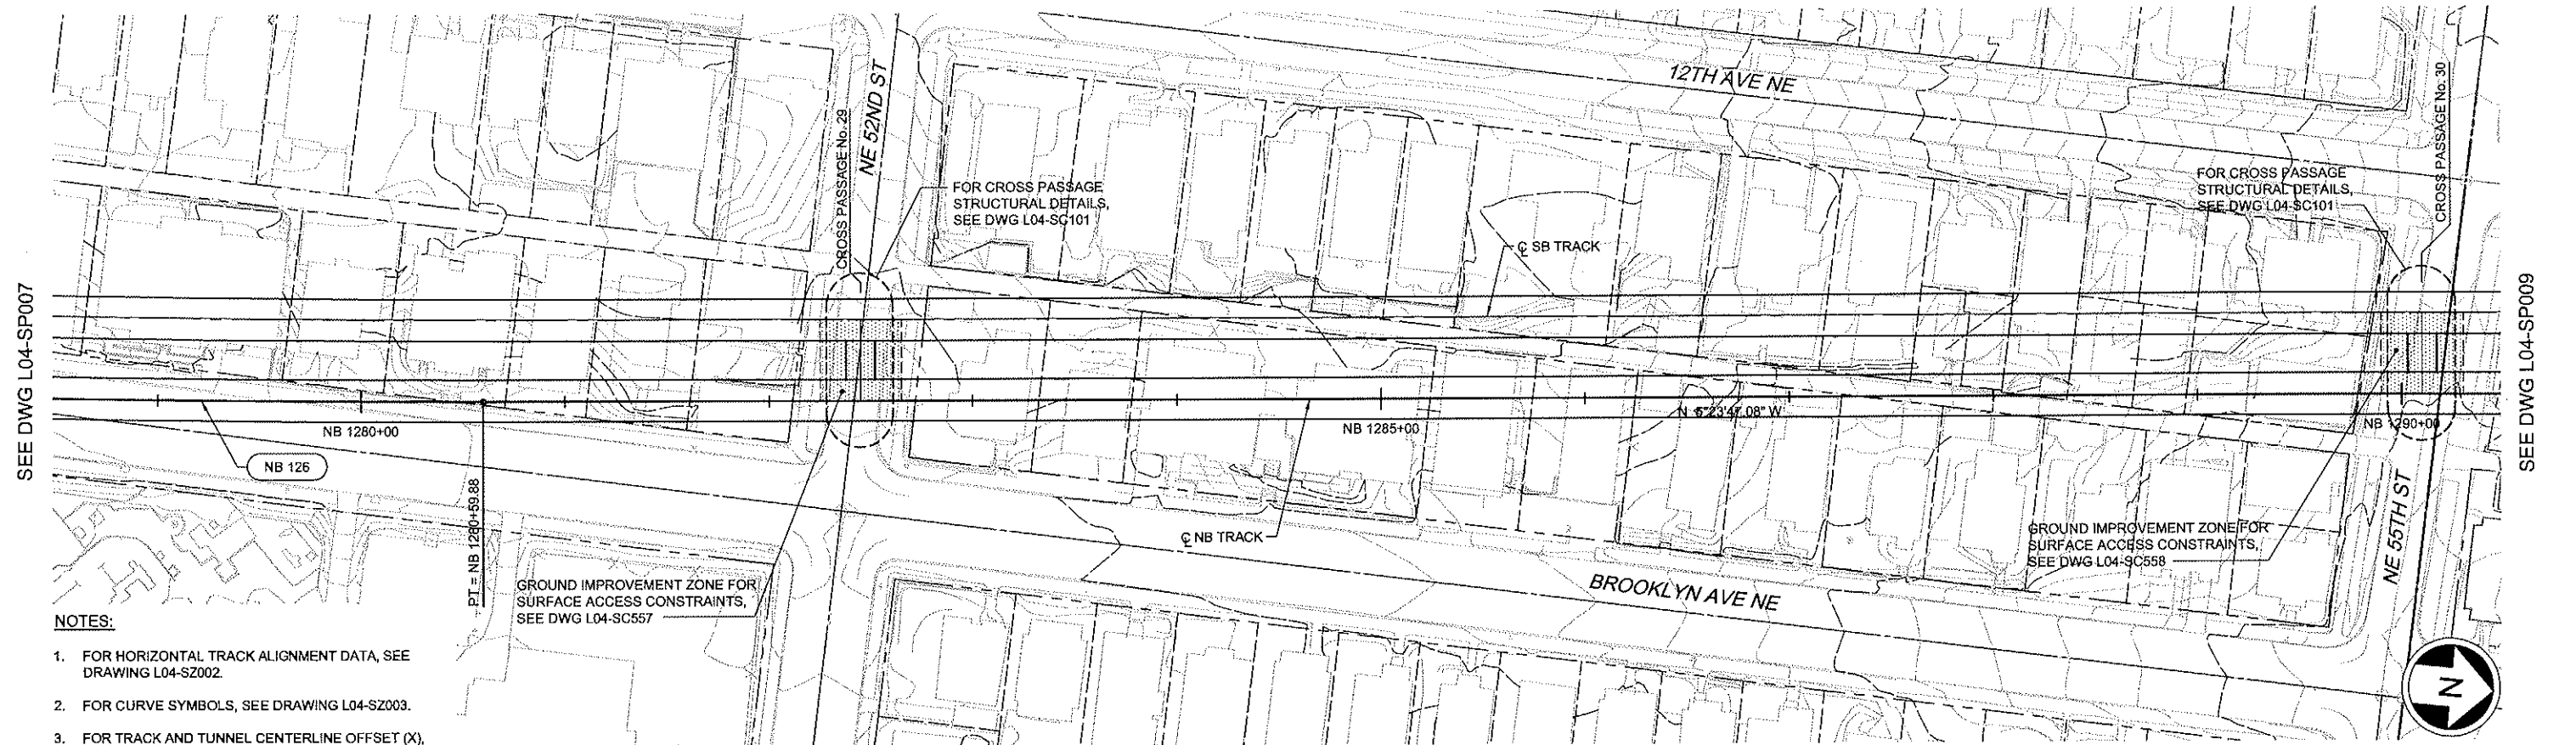 SEE DWG L04-SP007
12TH AVE NE
NE 52ND ST
CROSS PASSAGE No. 29
FOR CROSS PASSAGE
STRUCTURAL DETAILS,
SEE DWG L04-SC101
FOR CROSS PASSAGE
STRUCTURAL DETAILS,
SEE DWG L04-SC101
CROSS PASSAGE No. 30
℄ SB TRACK
SEE DWG L04-SP009
NB 1280+00
NB 1285+00
N 5°23'47.08" W
NB 1290+00
NB 126
PT = NB 1280+59.88
℄ NB TRACK
GROUND IMPROVEMENT ZONE FOR
SURFACE ACCESS CONSTRAINTS,
SEE DWG L04-SC557
GROUND IMPROVEMENT ZONE FOR
SURFACE ACCESS CONSTRAINTS,
SEE DWG L04-SC558
BROOKLYN AVE NE
NE 55TH ST
N
NOTES:
1. FOR HORIZONTAL TRACK ALIGNMENT DATA, SEE
DRAWING L04-SZ002.
2. FOR CURVE SYMBOLS, SEE DRAWING L04-SZ003.
3. FOR TRACK AND TUNNEL CENTERLINE OFFSET (X),